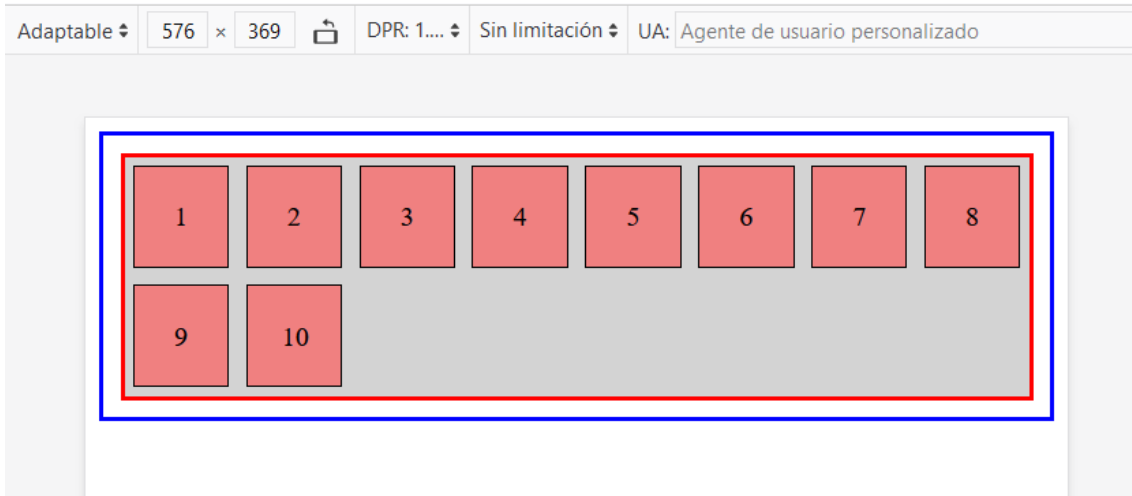 Adaptable 576 × 369 DPR: 1.... Sin limitación UA: Agente de usuario personalizado
1 2 3 4 5 6 7 8
9 10